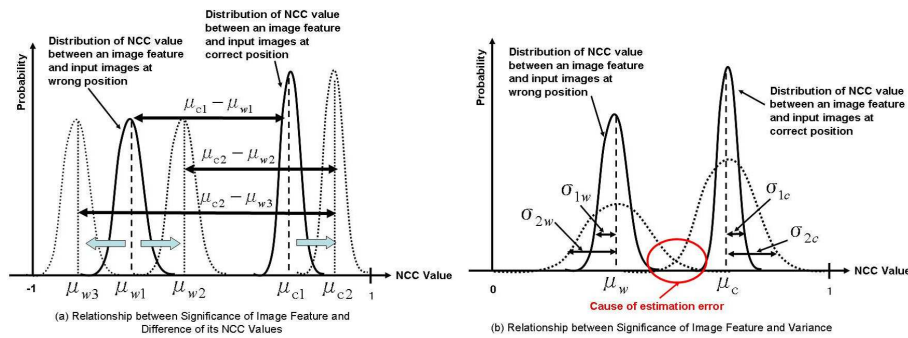 Probability
Distribution of NCC value
between an image feature
and input images at
wrong position
Distribution of NCC value
between an image feature
and input images at
correct position
μc1 − μw1
μc2 − μw2
μc2 − μw3
NCC Value
-1
μw3
μw1
μw2
μc1
μc2
1
(a) Relationship between Significance of Image Feature and
Difference of its NCC Values
Probability
Distribution of NCC value
between an image feature
and input images at
wrong position
Distribution of NCC value
between an image feature
and input images at
correct position
σ1w
σ2w
σ1c
σ2c
NCC Value
0
μw
μc
1
Cause of estimation error
(b) Relationship between Significance of Image Feature and Variance